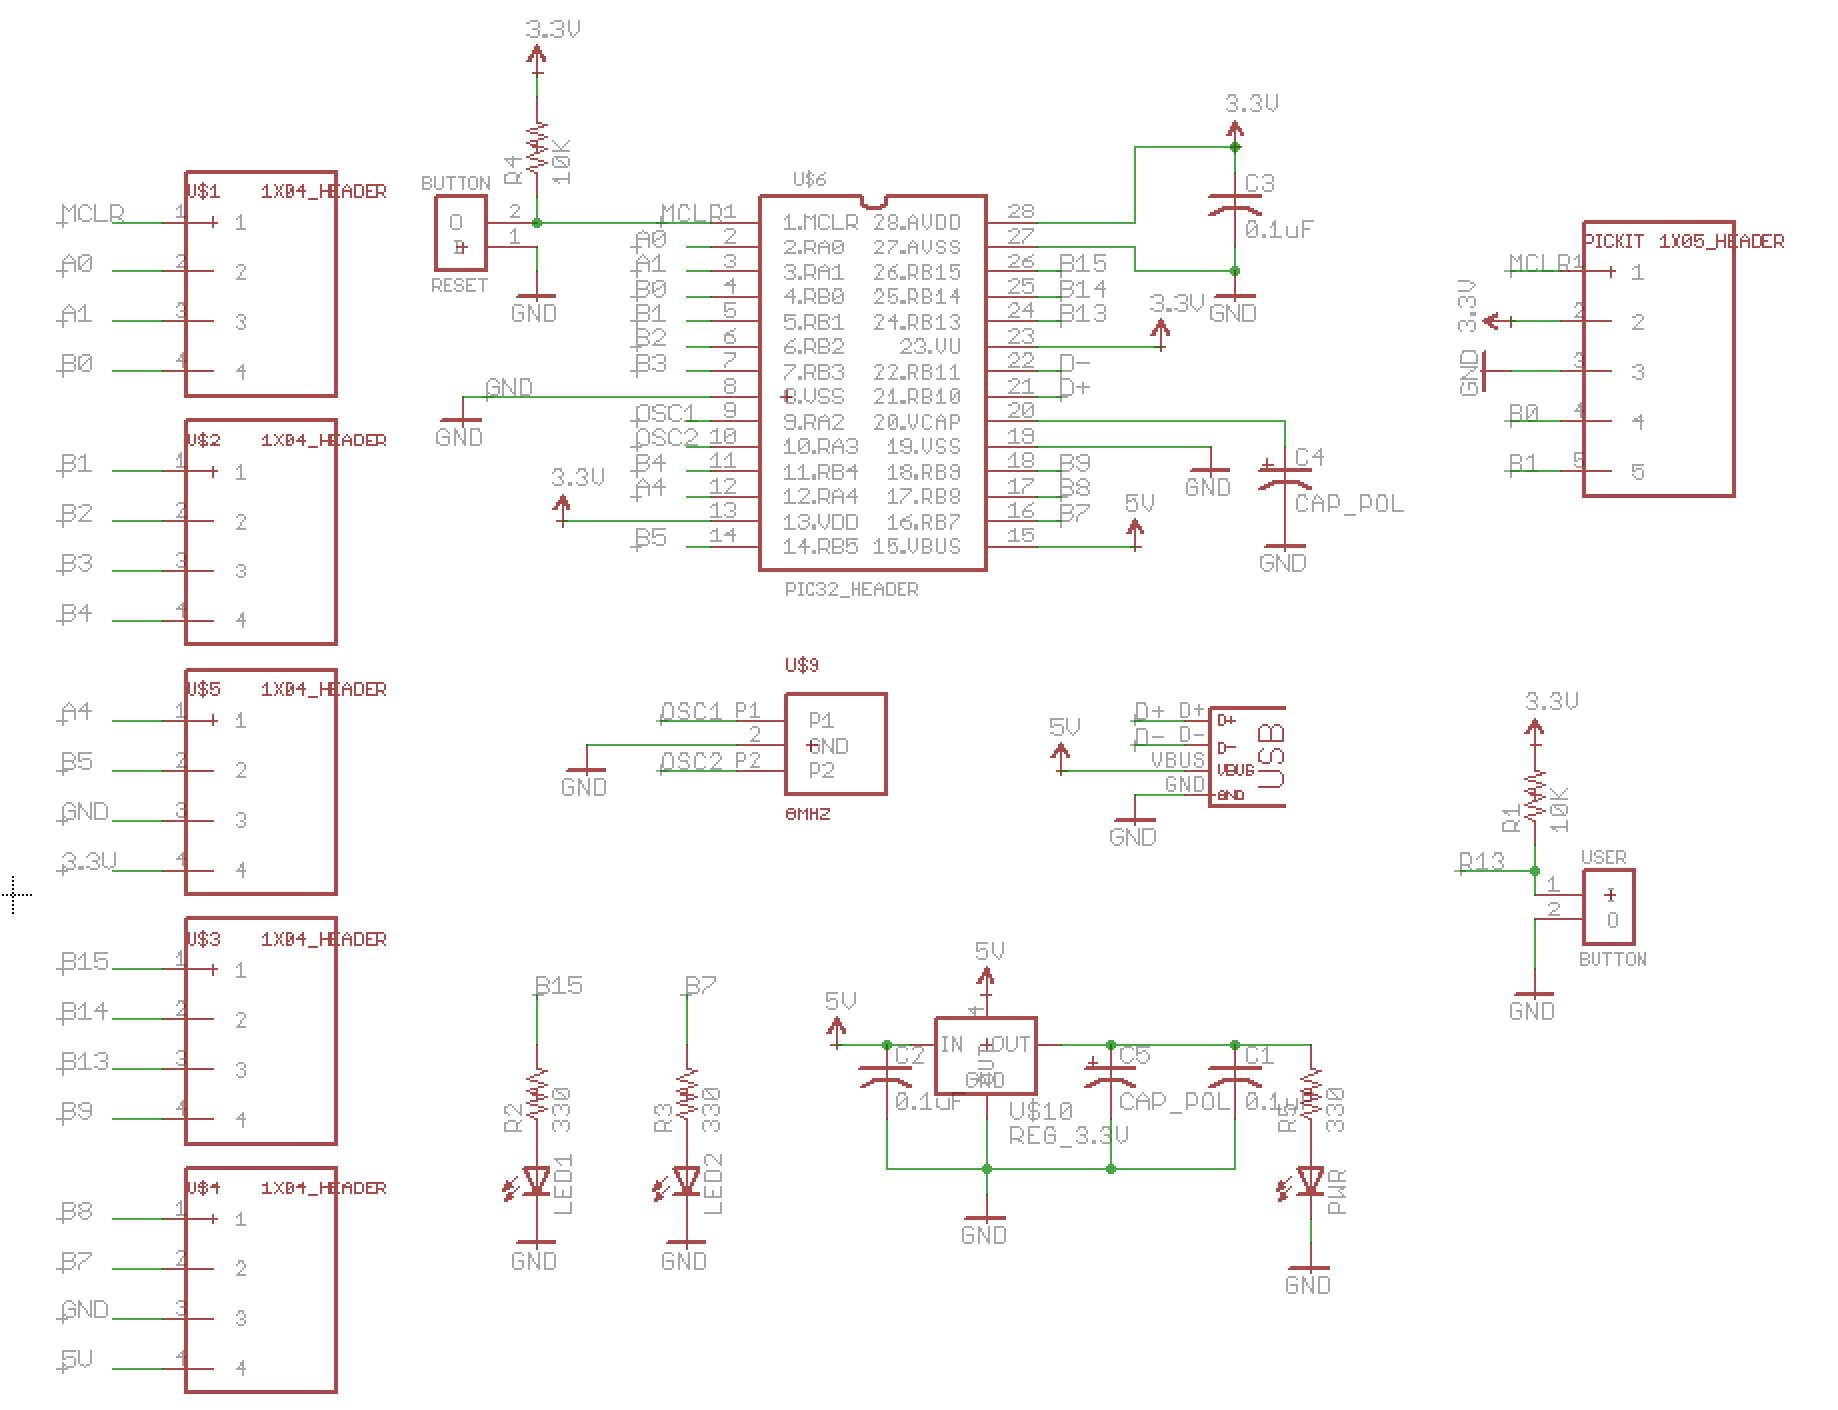 3.3V
R4
10K
BUTTON
O
I
2
1
RESET
GND
U$1 1X04_HEADER
MCLR 1 1
A0 2 2
A1 3 3
B0 4 4
U$2 1X04_HEADER
B1 1 1
B2 2 2
B3 3 3
B4 4 4
U$5 1X04_HEADER
A4 1 1
B5 2 2
GND 3 3
3.3V 4 4
U$3 1X04_HEADER
B15 1 1
B14 2 2
B13 3 3
B9 4 4
U$4 1X04_HEADER
B8 1 1
B7 2 2
GND 3 3
5V 4 4
U$6
MCLR 1 1.MCLR 28.AVDD 28
A0 2 2.RA0 27.AVSS 27
A1 3 3.RA1 26.RB15 26 B15
B0 4 4.RB0 25.RB14 25 B14
B1 5 5.RB1 24.RB13 24 B13
B2 6 6.RB2 23.VU 23
B3 7 7.RB3 22.RB11 22 D-
GND 8 8.VSS 21.RB10 21 D+
OSC1 9 9.RA2 20.VCAP 20
OSC2 10 10.RA3 19.VSS 19
B4 11 11.RB4 18.RB9 18 B9
A4 12 12.RA4 17.RB8 17 B8
13 13.VDD 16.RB7 16 B7
B5 14 14.RB5 15.VBUS 15
PIC32_HEADER
GND
3.3V
3.3V
C3
0.1uF
3.3V
GND
GND
5V
C4
CAP_POL
GND
PICKIT 1X05_HEADER
MCLR 1 1
3.3V 2 2
GND 3 3
B0 4 4
B1 5 5
U$9
OSC1 P1 P1
2 GND
OSC2 P2 P2
GND
8MHZ
D+ D+ D+
D- D- D-
5V
VBUS VBUS
GND GND
USB
GND
3.3V
R1
10K
R13
USER
1 I
2 O
BUTTON
GND
B15
R2
330
LED1
GND
B7
R3
330
LED2
GND
5V
5V
4
IN OUT
OUT
GND
C2
0.1uF
U$10
REG_3.3V
C5
CAP_POL
C1
0.1u
R5
330
PWR
GND
GND